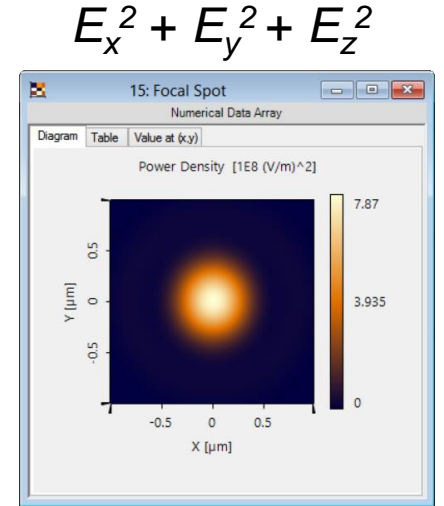 Ex² + Ey² + Ez²
15: Focal Spot
Numerical Data Array
Diagram Table Value at (x,y)
Power Density [1E8 (V/m)^2]
7.87
3.935
0
Y [µm]
0.5
0
-0.5
-0.5 0 0.5
X [µm]